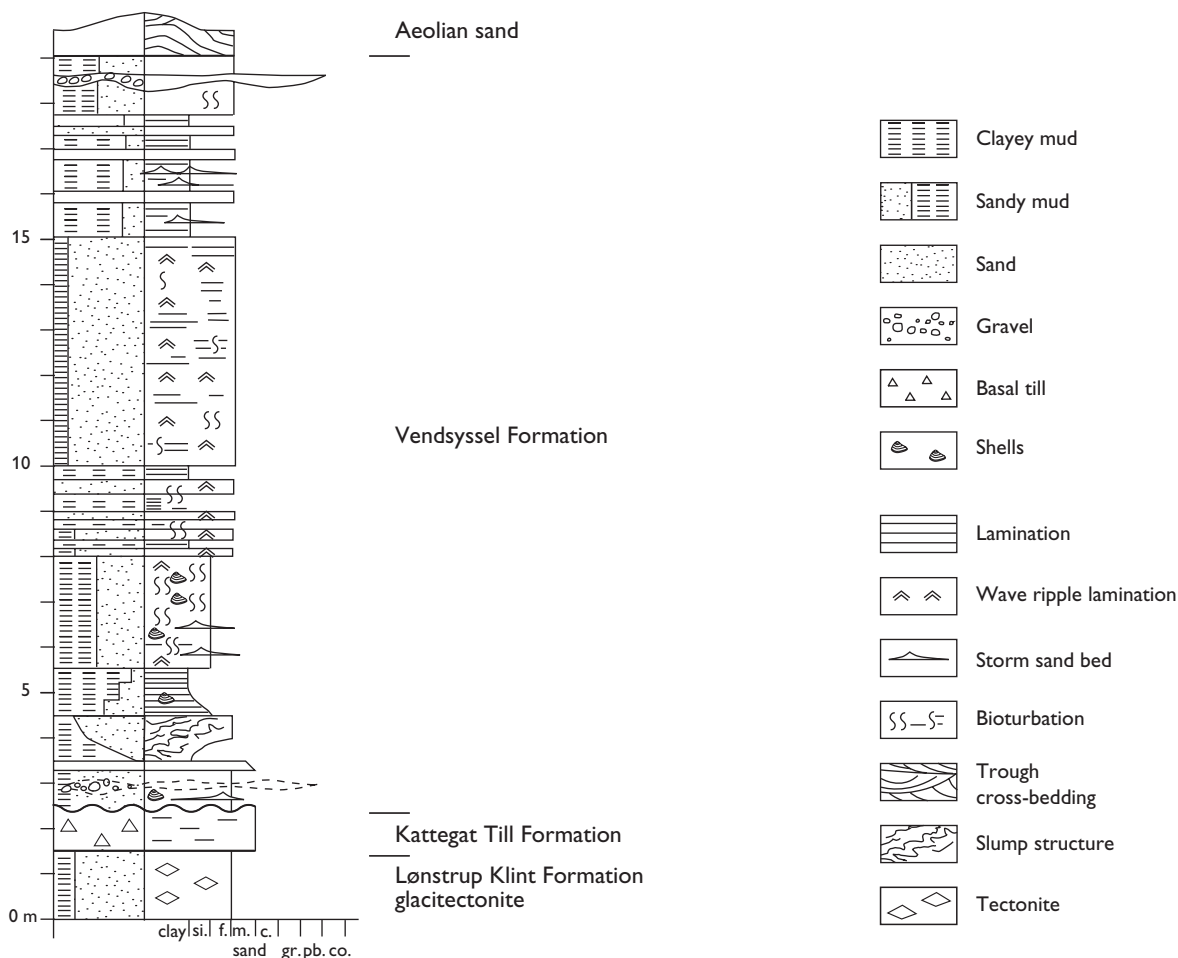 Aeolian sand
15
Vendsyssel Formation
10
5
Kattegat Till Formation
Lønstrup Klint Formation
glacitectonite
0 m
clay si. f. m. c.
sand gr. pb. co.
Clayey mud
Sandy mud
Sand
Gravel
Basal till
Shells
Lamination
Wave ripple lamination
Storm sand bed
Bioturbation
Trough
cross-bedding
Slump structure
Tectonite